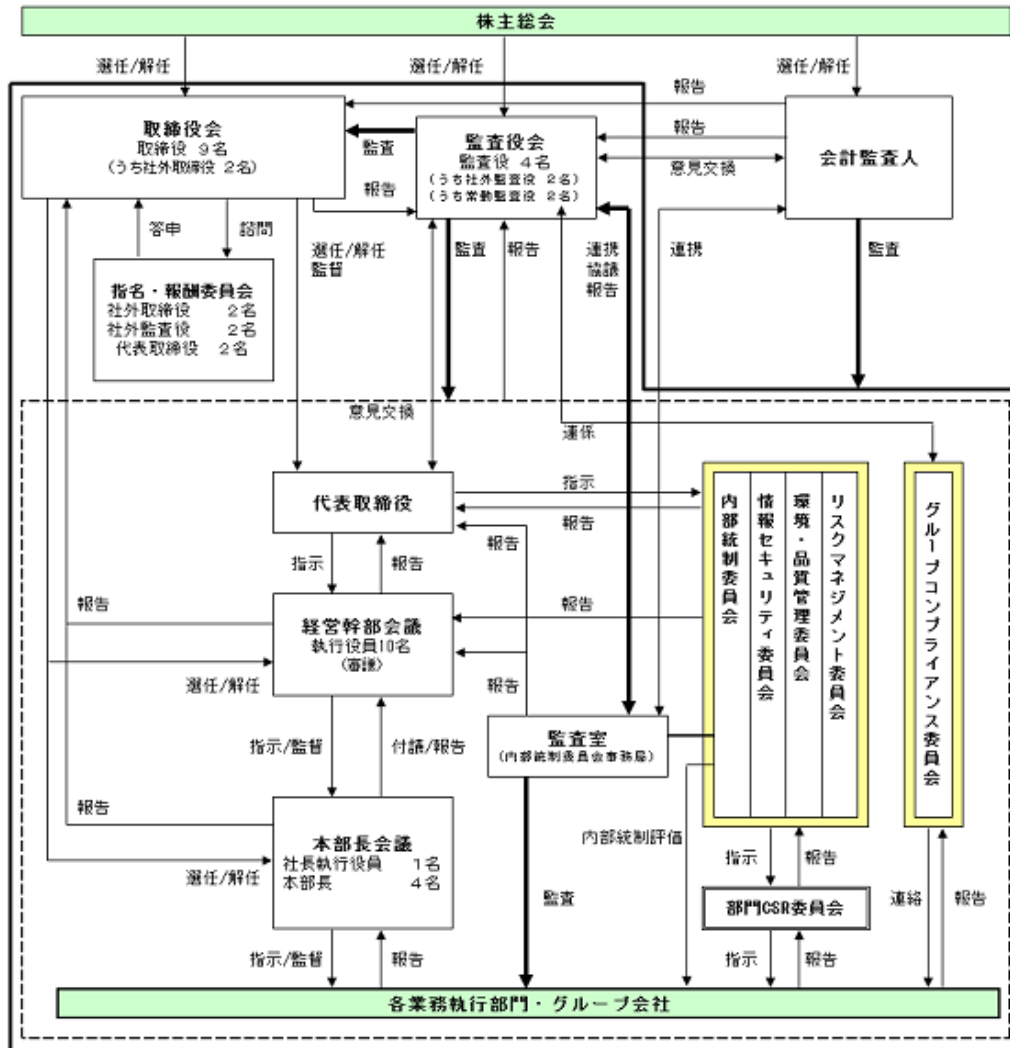 株主総会
選任/解任
選任/解任
選任/解任
報告
取締役会
取締役 9名
(うち社外取締役 2名)
監査
監査役会
監査役 4名
(うち社外監査役 2名)
(うち常勤監査役 2名)
報告
意見交換
会計監査人
報告
答申
諮問
選任/解任
監督
監査
報告
連携
協議
報告
連携
監査
指名・報酬委員会
社外取締役 2名
社外監査役 2名
代表取締役 2名
意見交換
連係
代表取締役
指示
報告
報告
内部統制委員会
情報セキュリティ委員会
環境・品質管理委員会
リスクマネジメント委員会
グループコンプライアンス委員会
指示
報告
報告
経営幹部会議
執行役員10名
(審議)
報告
選任/解任
報告
指示/監督
付議/報告
監査室
(内部統制委員会事務局)
報告
本部長会議
社長執行役員 1名
本部長 4名
選任/解任
内部統制評価
指示
報告
監査
部門CSR委員会
連絡
報告
指示/監督
報告
指示
報告
各業務執行部門・グループ会社